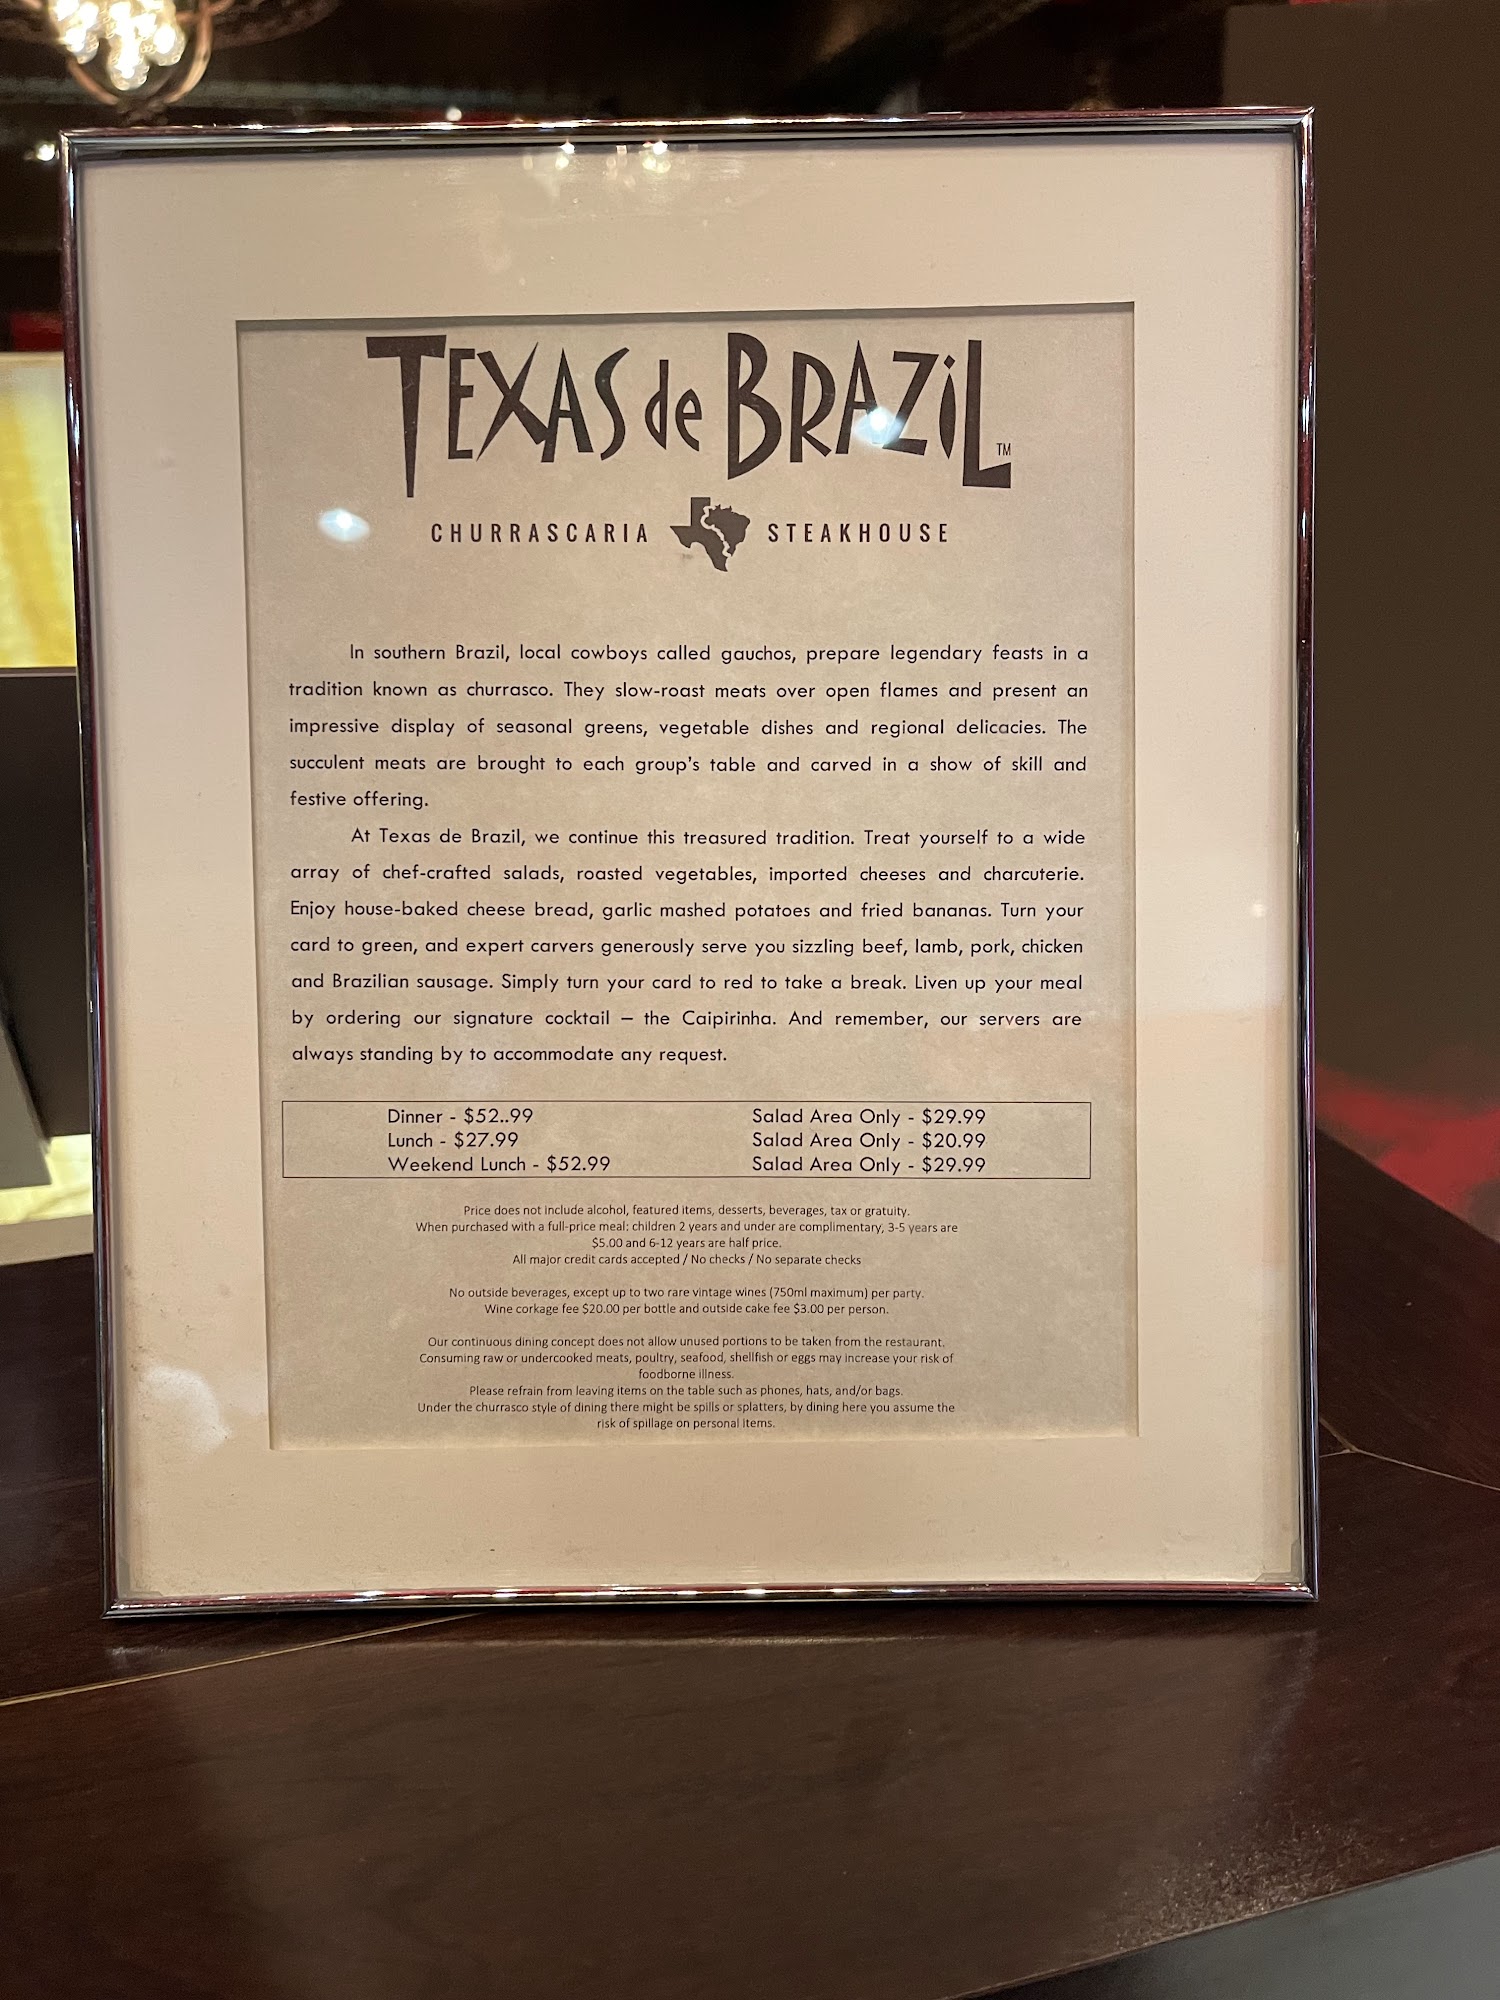 TEXAS de BRAZIL™
CHURRASCARIA STEAKHOUSE
In southern Brazil, local cowboys called gauchos, prepare legendary feasts in a
tradition known as churrasco. They slow-roast meats over open flames and present an
impressive display of seasonal greens, vegetable dishes and regional delicacies. The
succulent meats are brought to each group's table and carved in a show of skill and
festive offering.
At Texas de Brazil, we continue this treasured tradition. Treat yourself to a wide
array of chef-crafted salads, roasted vegetables, imported cheeses and charcuterie.
Enjoy house-baked cheese bread, garlic mashed potatoes and fried bananas. Turn your
card to green, and expert carvers generously serve you sizzling beef, lamb, pork, chicken
and Brazilian sausage. Simply turn your card to red to take a break. Liven up your meal
by ordering our signature cocktail – the Caipirinha. And remember, our servers are
always standing by to accommodate any request.
Dinner - $52..99 Salad Area Only - $29.99
Lunch - $27.99 Salad Area Only - $20.99
Weekend Lunch - $52.99 Salad Area Only - $29.99
Price does not include alcohol, featured items, desserts, beverages, tax or gratuity.
When purchased with a full-price meal: children 2 years and under are complimentary, 3-5 years are
$5.00 and 6-12 years are half price.
All major credit cards accepted / No checks / No separate checks
No outside beverages, except up to two rare vintage wines (750ml maximum) per party.
Wine corkage fee $20.00 per bottle and outside cake fee $3.00 per person.
Our continuous dining concept does not allow unused portions to be taken from the restaurant.
Consuming raw or undercooked meats, poultry, seafood, shellfish or eggs may increase your risk of
foodborne illness.
Please refrain from leaving items on the table such as phones, hats, and/or bags.
Under the churrasco style of dining there might be spills or splatters, by dining here you assume the
risk of spillage on personal items.